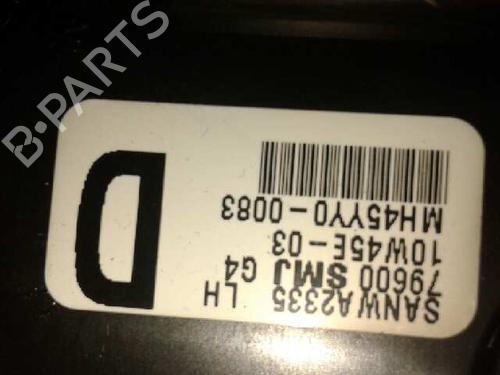 B-PARTS
SANWA2335 LH
79600 SMJ G4
10W45E-03
MH45YY0-0083
D